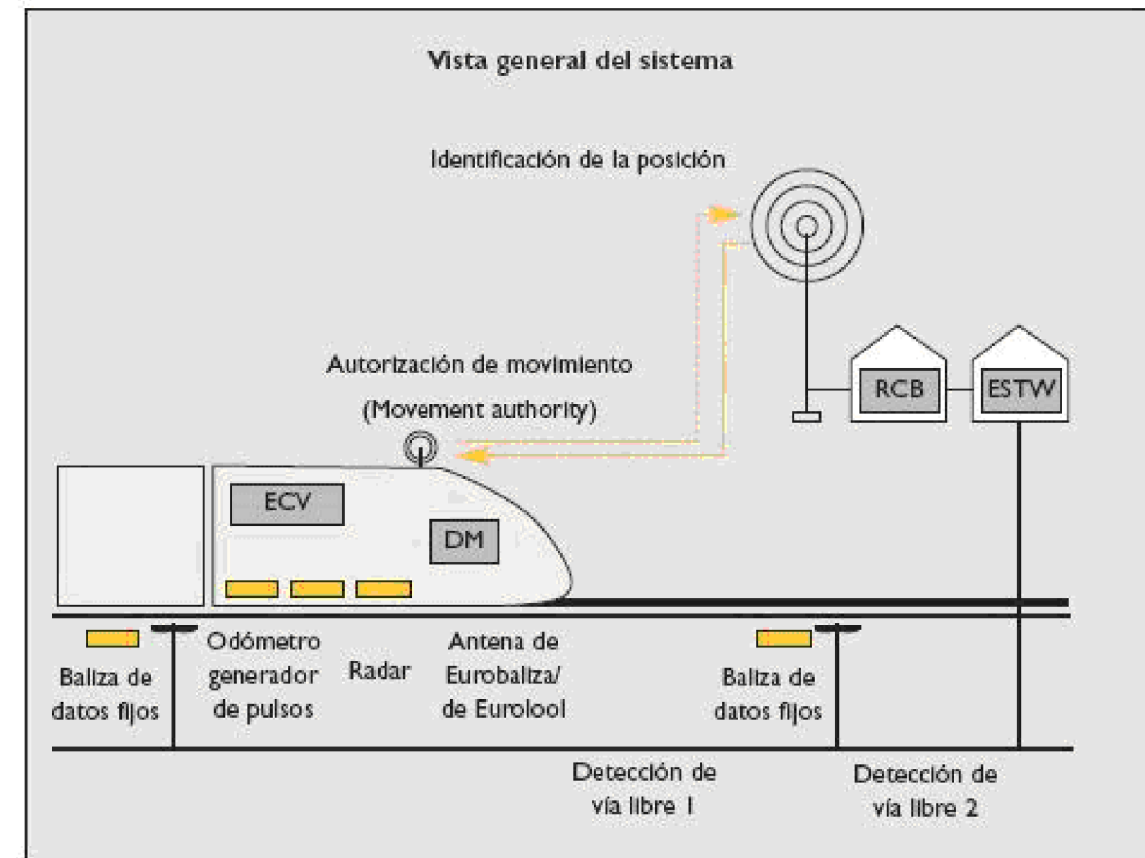 Vista general del sistema
Identificación de la posición
Autorización de movimiento
(Movement authority)
RCB
ESTW
ECV
DM
Baliza de
datos fijos
Odómetro
generador
de pulsos
Radar
Antena de
Eurobaliza/
de Eurolool
Baliza de
datos fijos
Detección de
vía libre 1
Detección de
vía libre 2